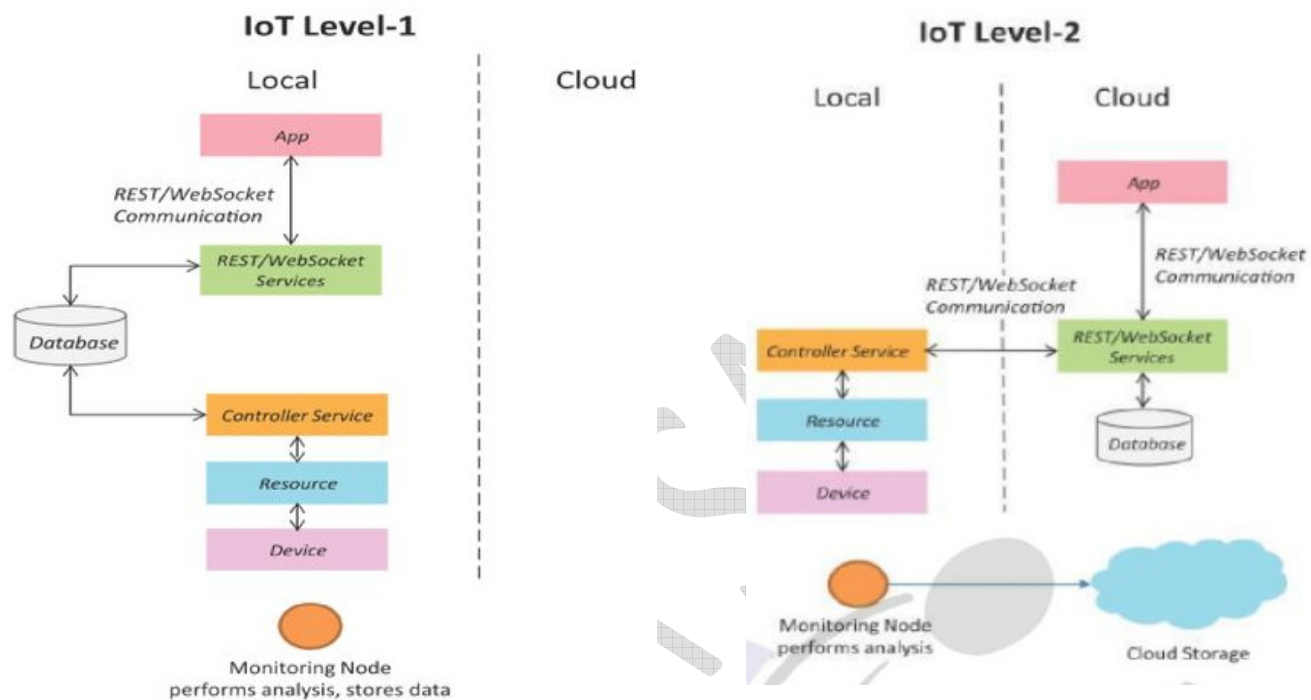 IoT Level-1
Local
Cloud
App
REST/WebSocket
Communication
REST/WebSocket
Services
Database
Controller Service
Resource
Device
Monitoring Node
performs analysis, stores data
IoT Level-2
Local
Cloud
App
REST/WebSocket
Communication
REST/WebSocket
Communication
Controller Service
REST/WebSocket
Services
Resource
Database
Device
Monitoring Node
performs analysis
Cloud Storage